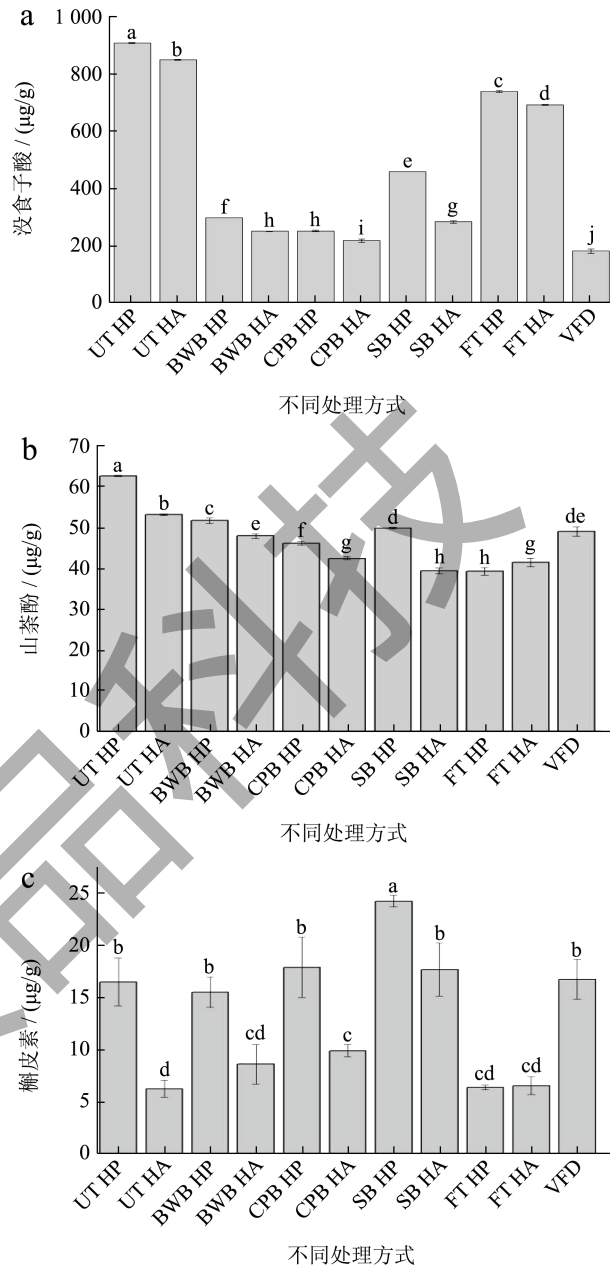 a
1 000
800
600
400
200
0
没食子酸 / (μg/g)
a
b
f
h
h
i
e
g
c
d
j
UT HP
UT HA
BWB HP
BWB HA
CPB HP
CPB HA
SB HP
SB HA
FT HP
FT HA
VFD
不同处理方式
b
70
60
50
40
30
20
10
0
山萘酚 / (μg/g)
a
b
c
e
f
g
d
h
h
g
de
UT HP
UT HA
BWB HP
BWB HA
CPB HP
CPB HA
SB HP
SB HA
FT HP
FT HA
VFD
不同处理方式
c
25
20
15
10
5
0
槲皮素 / (μg/g)
b
d
b
cd
b
c
a
b
cd
cd
b
UT HP
UT HA
BWB HP
BWB HA
CPB HP
CPB HA
SB HP
SB HA
FT HP
FT HA
VFD
不同处理方式
品科技